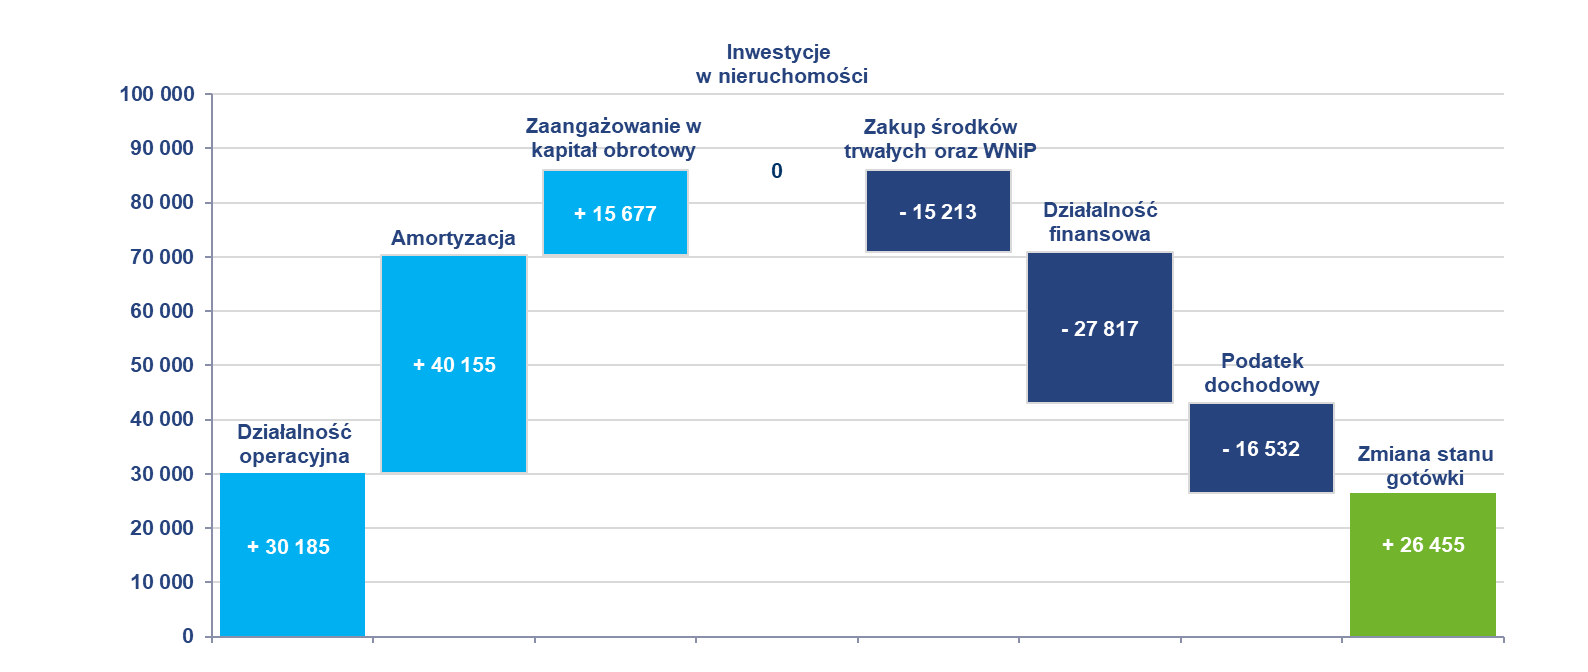 Inwestycje
w nieruchomości
100 000
90 000
80 000
70 000
60 000
50 000
40 000
30 000
20 000
10 000
0
Działalność
operacyjna
+ 30 185
Amortyzacja
+ 40 155
Zaangażowanie w
kapitał obrotowy
+ 15 677
0
Zakup środków
trwałych oraz WNiP
- 15 213
Działalność
finansowa
- 27 817
Podatek
dochodowy
- 16 532
Zmiana stanu
gotówki
+ 26 455